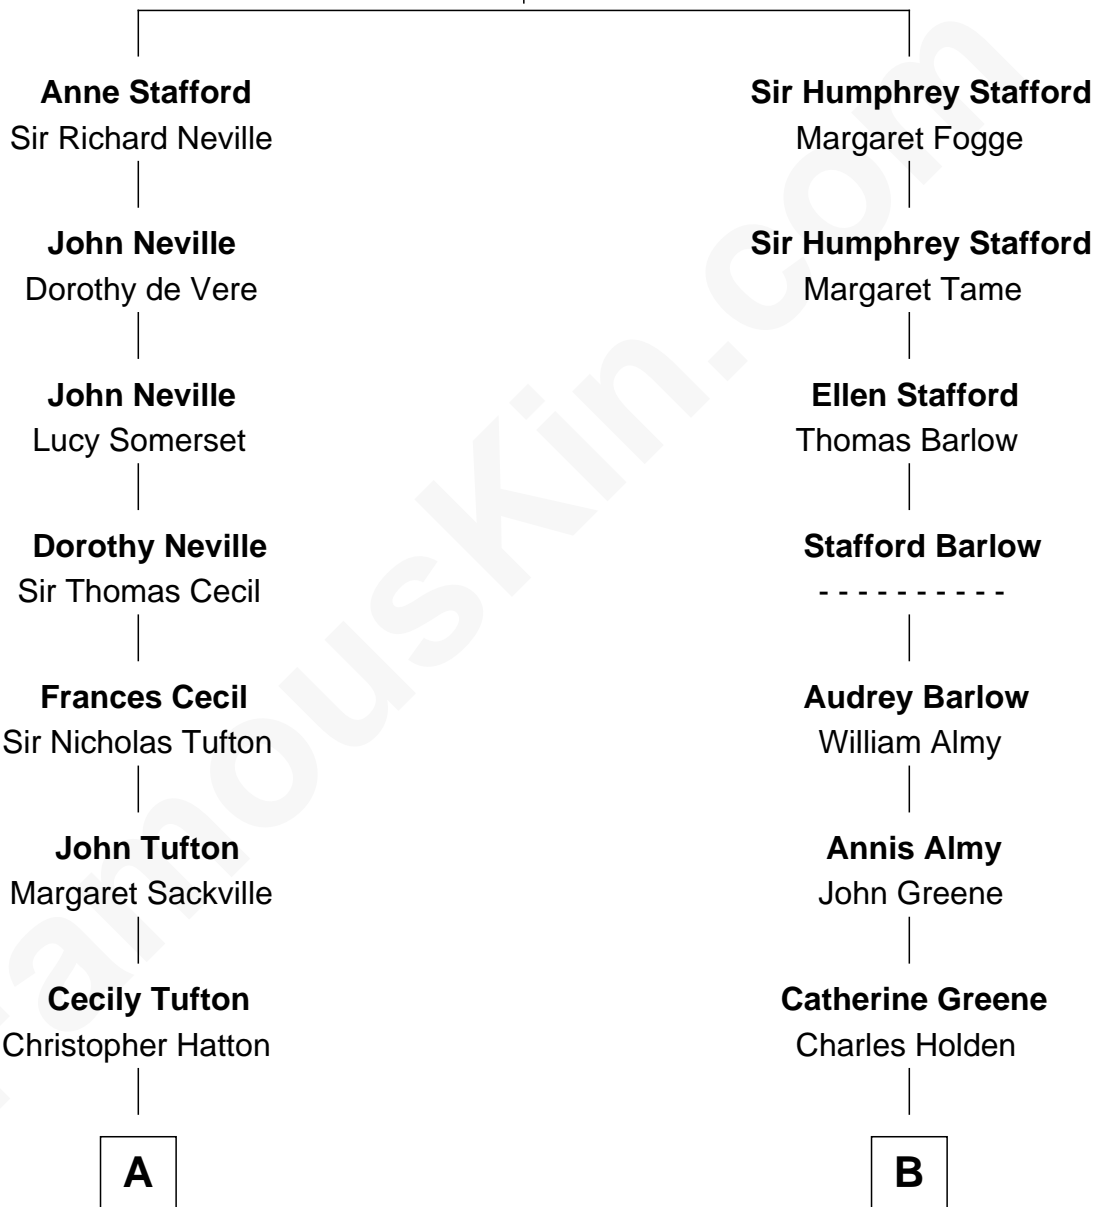 Anne Stafford
Sir Richard Neville
John Neville
Dorothy de Vere
John Neville
Lucy Somerset
Dorothy Neville
Sir Thomas Cecil
Frances Cecil
Sir Nicholas Tufton
John Tufton
Margaret Sackville
Cecily Tufton
Christopher Hatton
A
Sir Humphrey Stafford
Margaret Fogge
Sir Humphrey Stafford
Margaret Tame
Ellen Stafford
Thomas Barlow
Stafford Barlow
- - - - - - - - - -
Audrey Barlow
William Almy
Annis Almy
John Greene
Catherine Greene
Charles Holden
B
FamousKin.com